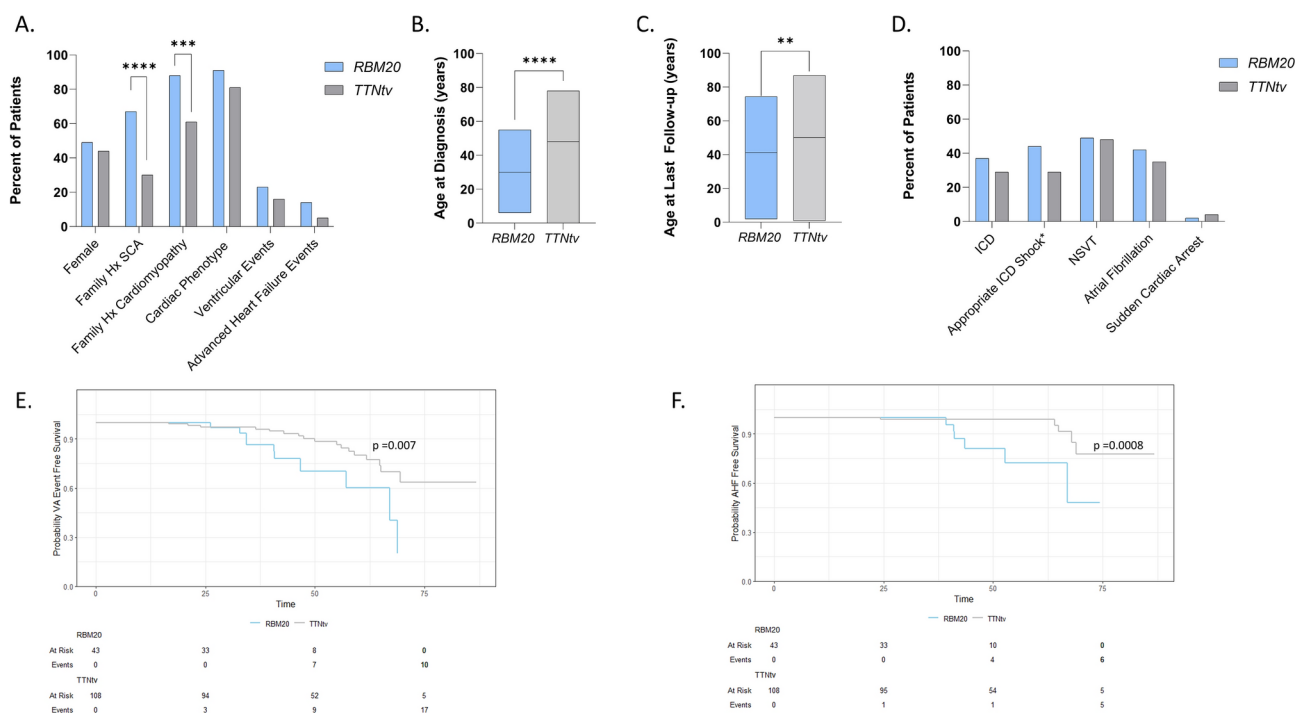 A.
Percent of Patients
100
80
60
40
20
0
****
***
RBM20
TTNtv
Female
Family Hx SCA
Family Hx Cardiomyopathy
Cardiac Phenotype
Ventricular Events
Advanced Heart Failure Events
B.
Age at Diagnosis (years)
100
80
60
40
20
0
****
RBM20
TTNtv
C.
Age at Last Follow-up (years)
100
80
60
40
20
0
**
RBM20
TTNtv
D.
Percent of Patients
100
80
60
40
20
0
RBM20
TTNtv
ICD
Appropriate ICD Shock*
NSVT
Atrial Fibrillation
Sudden Cardiac Arrest
E.
Probability VA Event Free Survival
0.9
0.6
0.3
0.0
p =0.007
0 25 50 75
Time
RBM20 TTNtv
RBM20
At Risk 43 33 8 0
Events 0 0 7 10
TTNtv
At Risk 108 94 52 5
Events 0 3 9 17
F.
Probability AHF Free Survival
0.9
0.6
0.3
0.0
p =0.0008
0 25 50 75
Time
RBM20 TTNtv
RBM20
At Risk 43 33 10 0
Events 0 0 4 6
TTNtv
At Risk 108 95 54 5
Events 0 1 1 5